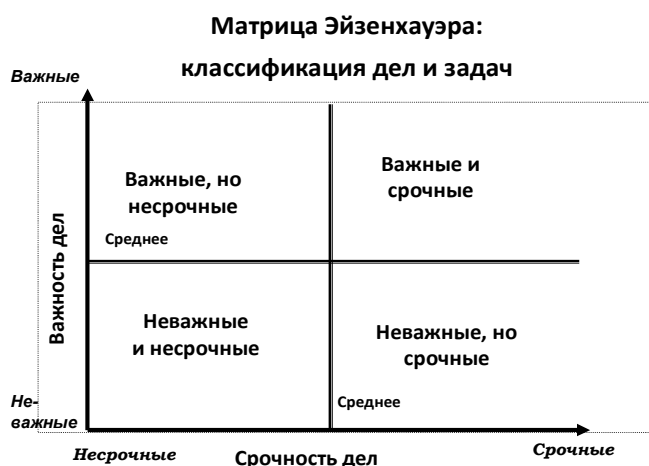 Матрица Эйзенхауэра:
классификация дел и задач
Важные
Важные, но
несрочные
Важные и
срочные
Среднее
Важность дел
Неважные
и несрочные
Неважные, но
срочные
Не-
важные
Среднее
Несрочные
Срочность дел
Срочные